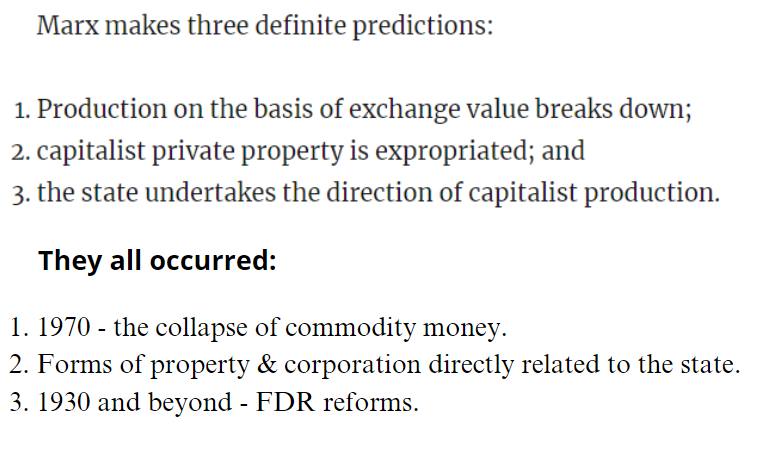 Marx makes three definite predictions:
1. Production on the basis of exchange value breaks down;
2. capitalist private property is expropriated; and
3. the state undertakes the direction of capitalist production.
They all occurred:
1. 1970 - the collapse of commodity money.
2. Forms of property & corporation directly related to the state.
3. 1930 and beyond - FDR reforms.